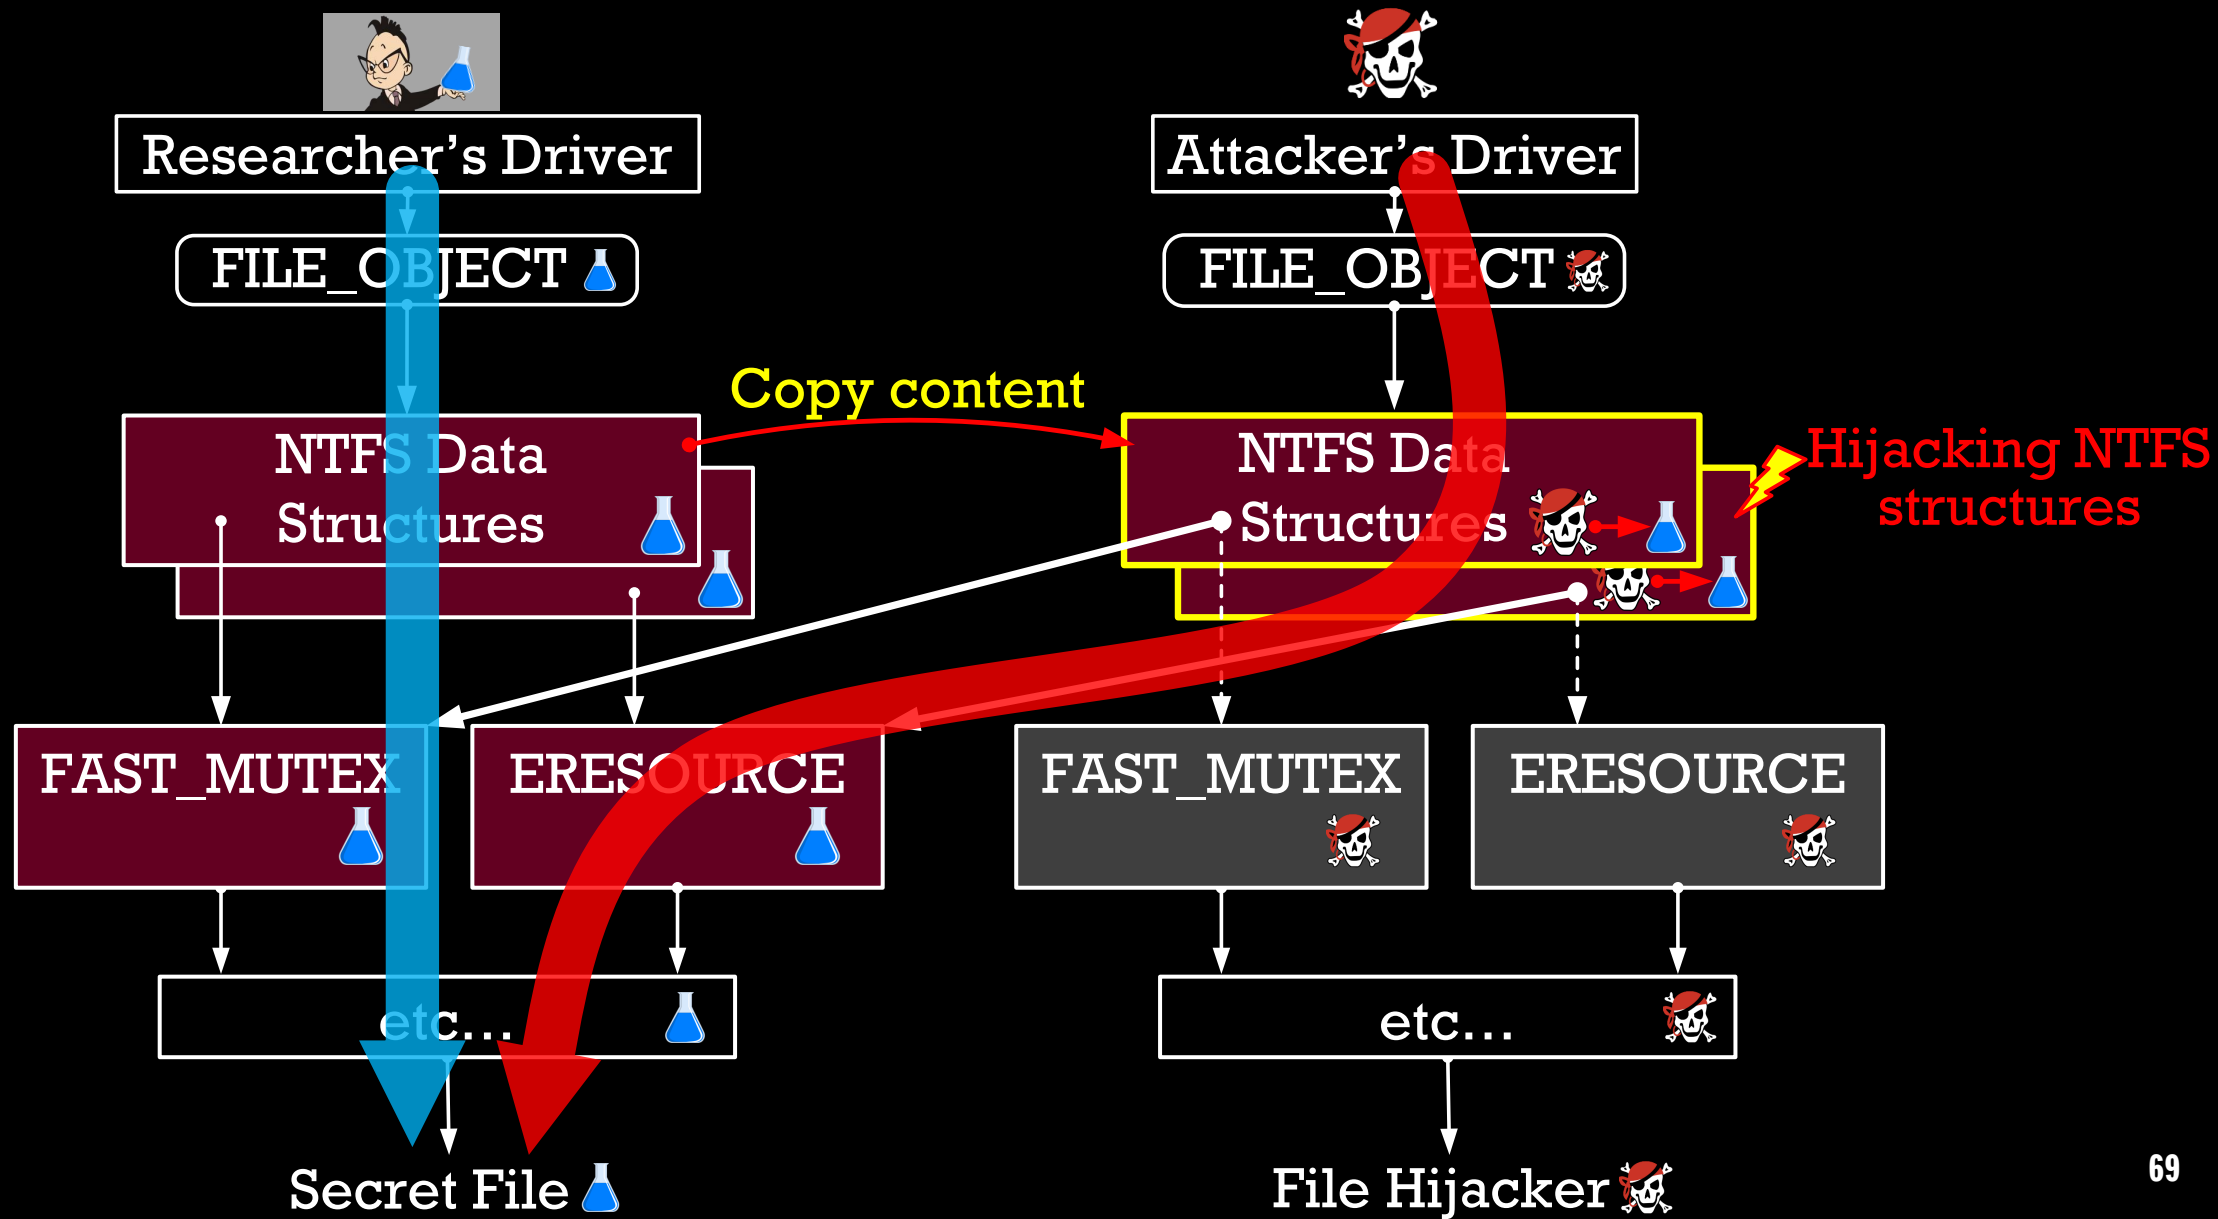 Researcher’s Driver
Attacker’s Driver
FILE_OBJECT
FILE_OBJECT
Copy content
NTFS Data
Structures
NTFS Data
Structures
Hijacking NTFS
structures
FAST_MUTEX
ERESOURCE
FAST_MUTEX
ERESOURCE
etc...
etc...
Secret File
File Hijacker
69